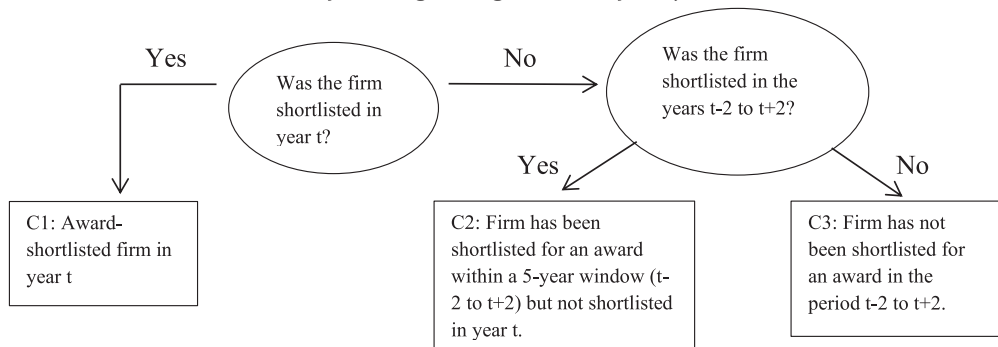 Yes
Was the firm
shortlisted in
year t?
No
Was the firm
shortlisted in the
years t-2 to t+2?
Yes
No
C1: Award-
shortlisted firm in
year t
C2: Firm has been
shortlisted for an award
within a 5-year window (t-
2 to t+2) but not shortlisted
in year t.
C3: Firm has not
been shortlisted for
an award in the
period t-2 to t+2.